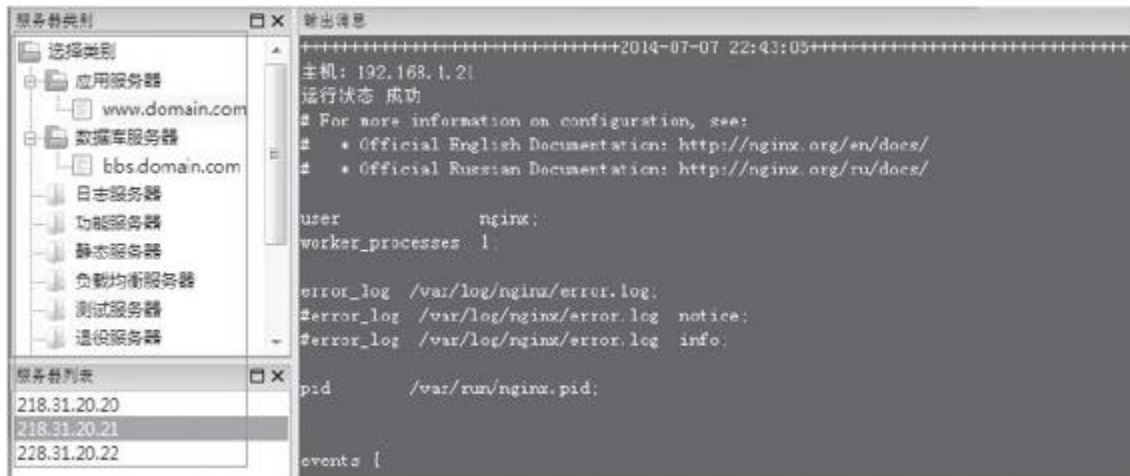 服务器类别
选择类别
应用服务器
www.domain.com
数据库服务器
bbs.domain.com
日志服务器
功能服务器
静态服务器
负载均衡服务器
测试服务器
退役服务器
服务器列表
218.31.20.20
218.31.20.21
228.31.20.22
输出消息
++++++++++++++++++++++++++++++++2014-07-07 22:43:05++++++++++++++++++++++++++++++++
主机: 192.168.1.21
运行状态 成功
# For more information on configuration, see:
#   * Official English Documentation: http://nginx.org/en/docs/
#   * Official Russian Documentation: http://nginx.org/ru/docs/
user              nginx;
worker_processes  1;
error_log  /var/log/nginx/error.log;
#error_log  /var/log/nginx/error.log  notice;
#error_log  /var/log/nginx/error.log  info;
pid        /var/run/nginx.pid;
events {